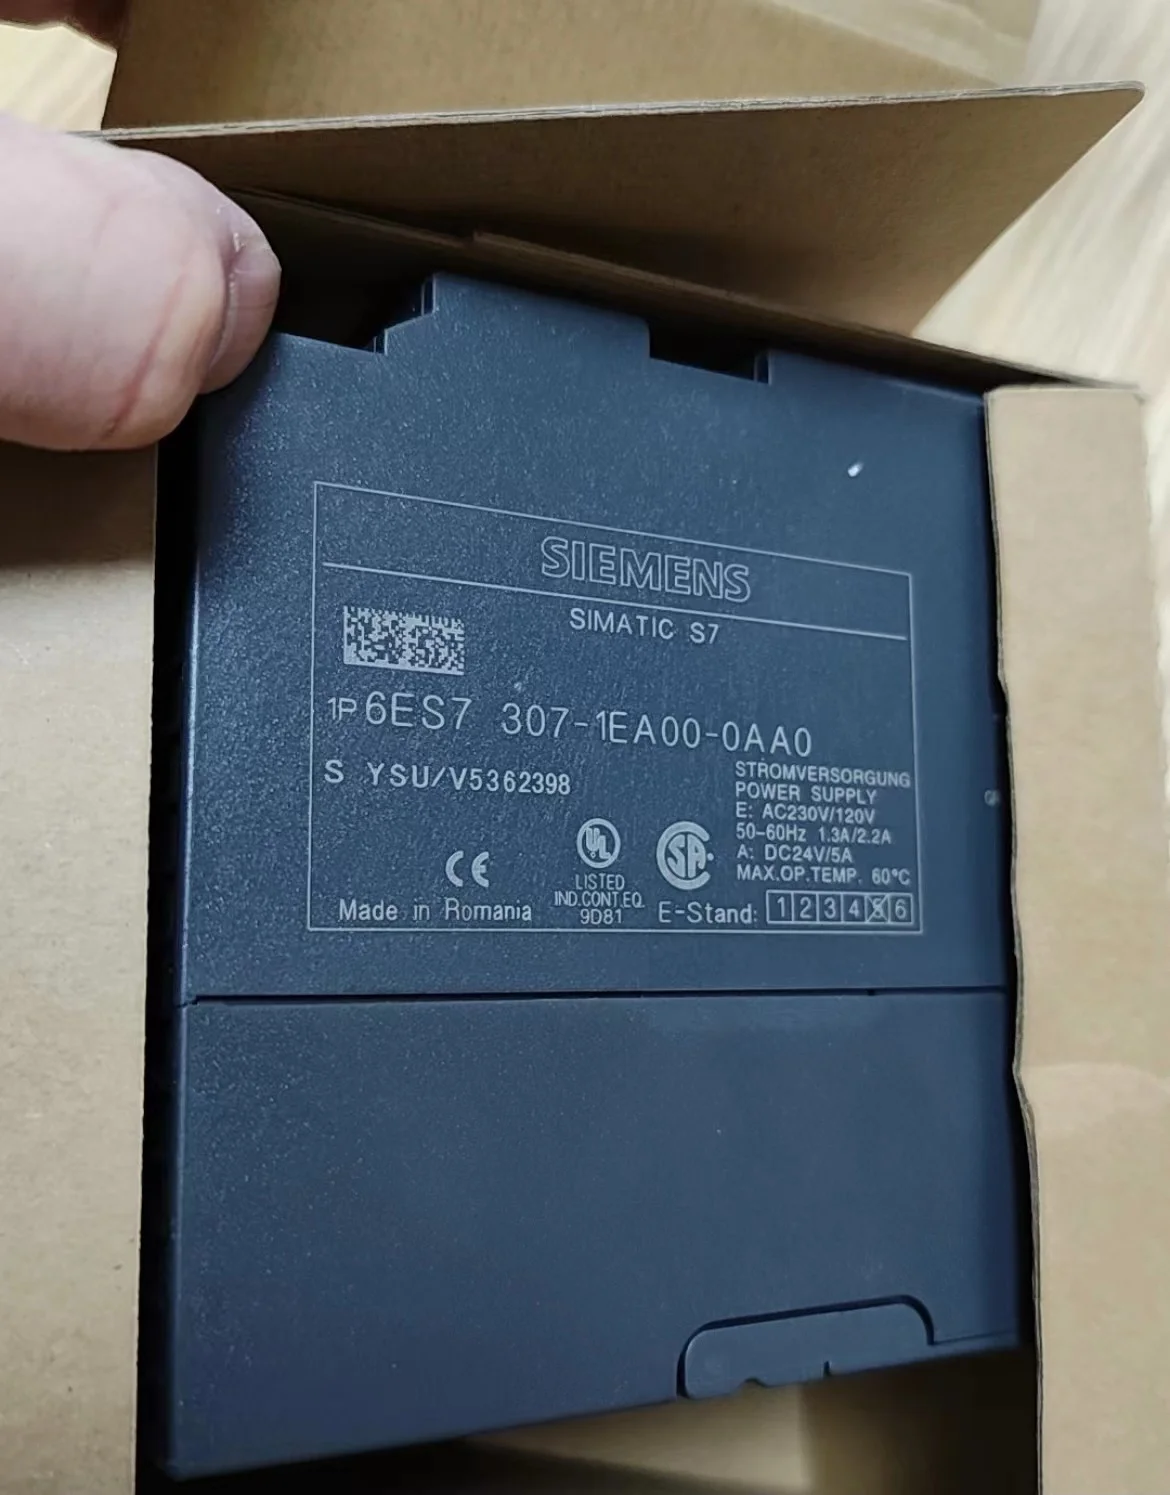 SIEMENS
SIMATIC S7
1P 6ES7 307-1EA00-0AA0
S YSU/V5362398
STROMVERSORGUNG
POWER SUPPLY
E: AC230V/120V
50-60Hz 1.3A/2.2A
A: DC24V/5A
MAX.OP.TEMP. 60°C
CE
UL
LISTED
IND.CONT.EQ.
9D81
SA
Made in Romania
E-Stand: 1 2 3 4 5 6